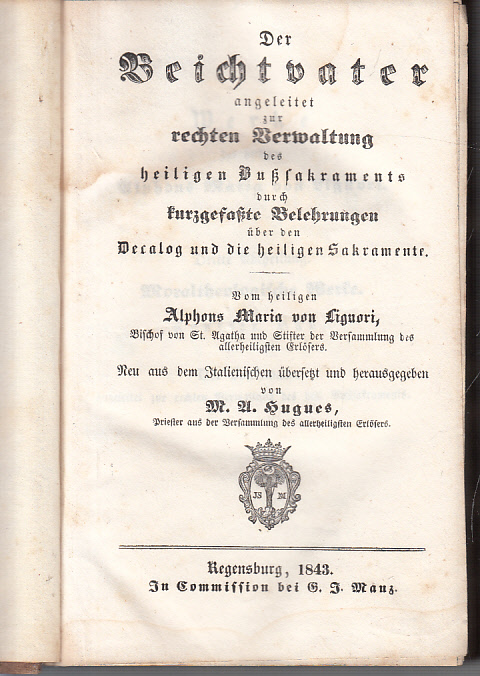 Der
Beichtvater
angeleitet
zur
rechten Verwaltung
des
heiligen Bußsakraments
durch
kurzgefaßte Belehrungen
über den
Decalog und die heiligen Sakramente.
Vom heiligen
Alphons Maria von Liguori,
Bischof von St. Agatha und Stifter der Versammlung des
allerheiligsten Erlösers.
Neu aus dem Italienischen übersetzt und herausgegeben
von
M. A. Hugues,
Priester aus der Versammlung des allerheiligsten Erlösers.
JS M
Regensburg, 1843.
In Commission bei G. J. Manz.